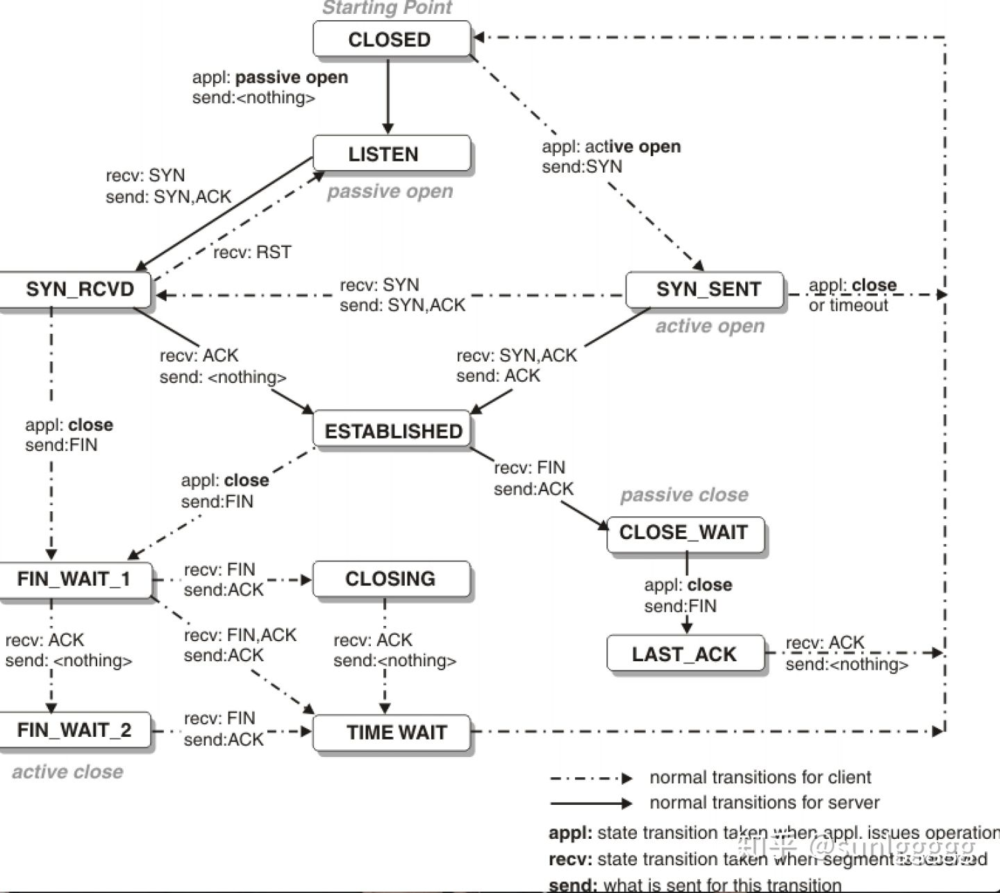 Starting Point
CLOSED
appl: passive open
send:<nothing>
LISTEN
appl: active open
send:SYN
recv: SYN
send: SYN,ACK
passive open
recv: RST
SYN_RCVD
recv: SYN
send: SYN,ACK
SYN_SENT
appl: close
or timeout
active open
recv: ACK
send: <nothing>
recv: SYN,ACK
send: ACK
appl: close
send:FIN
ESTABLISHED
appl: close
send:FIN
recv: FIN
send:ACK
passive close
CLOSE_WAIT
FIN_WAIT_1
recv: FIN
send:ACK
CLOSING
appl: close
send:FIN
recv: ACK
send: <nothing>
recv: FIN,ACK
send:ACK
recv: ACK
send:<nothing>
LAST_ACK
recv: ACK
send:<nothing>
FIN_WAIT_2
recv: FIN
send:ACK
TIME WAIT
active close
normal transitions for client
normal transitions for server
appl: state transition taken when appl. issues operation
recv: state transition taken when segment is received
send: what is sent for this transition
知乎 @sunlggggg